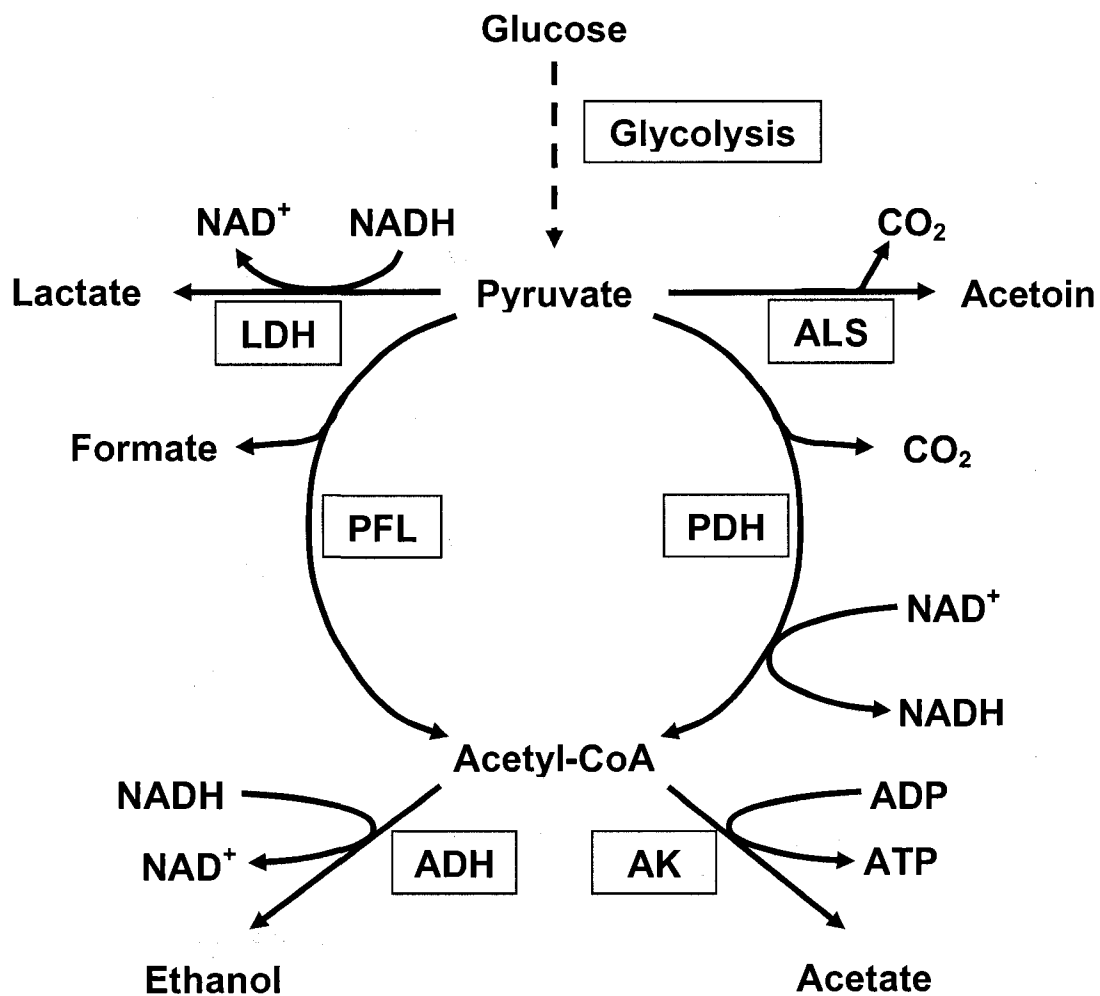 Glucose
Glycolysis
NAD⁺ NADH
CO₂
Lactate
Pyruvate
Acetoin
LDH
ALS
Formate
CO₂
PFL
PDH
NAD⁺
NADH
Acetyl-CoA
NADH
ADP
NAD⁺
ADH
AK
ATP
Ethanol
Acetate